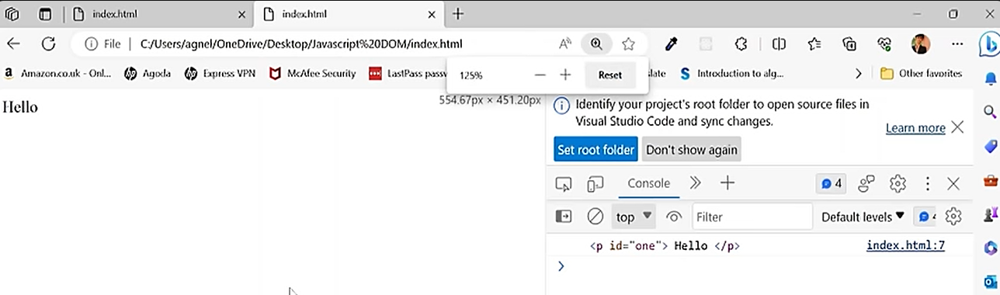 index.html
index.html
File
C:/Users/agnel/OneDrive/Desktop/Javascript%20DOM/index.html
Amazon.co.uk - Onl...
Agoda
Express VPN
McAfee Security
LastPass passw
125%
Reset
slate
Introduction to alg...
Other favorites
Hello
554.67px × 451.20px
Identify your project's root folder to open source files in
Visual Studio Code and sync changes.
Learn more
Set root folder
Don't show again
Console
4
top
Filter
Default levels
4
<p id="one"> Hello </p>
index.html:7